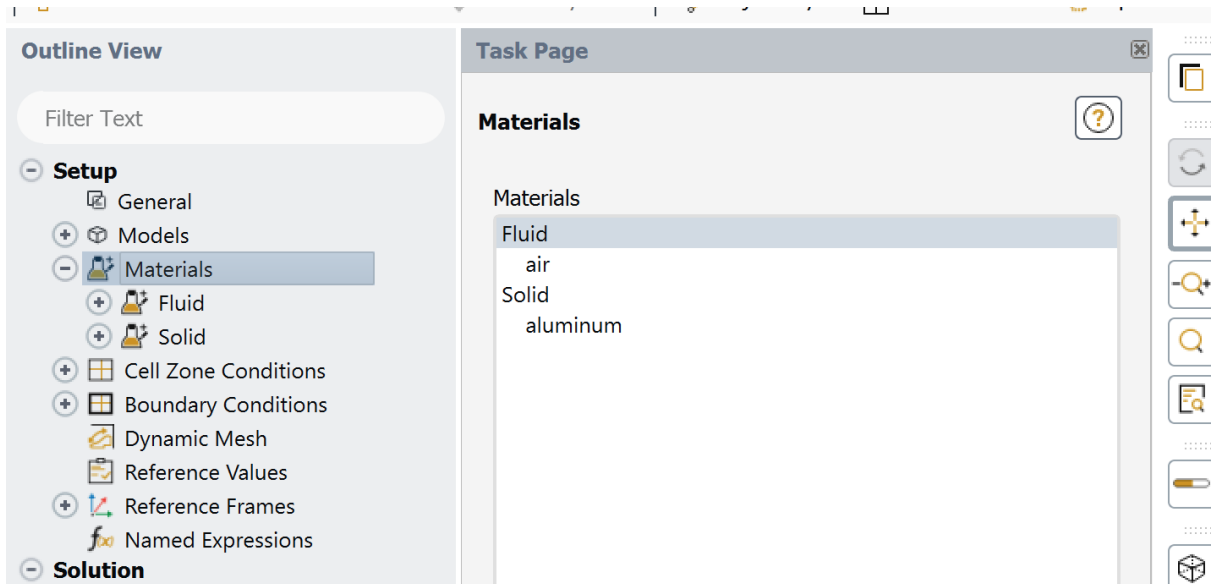 Outline View
Filter Text
Setup
General
Models
Materials
Fluid
Solid
Cell Zone Conditions
Boundary Conditions
Dynamic Mesh
Reference Values
Reference Frames
f(x) Named Expressions
Solution
Task Page
Materials
?
Materials
Fluid
air
Solid
aluminum